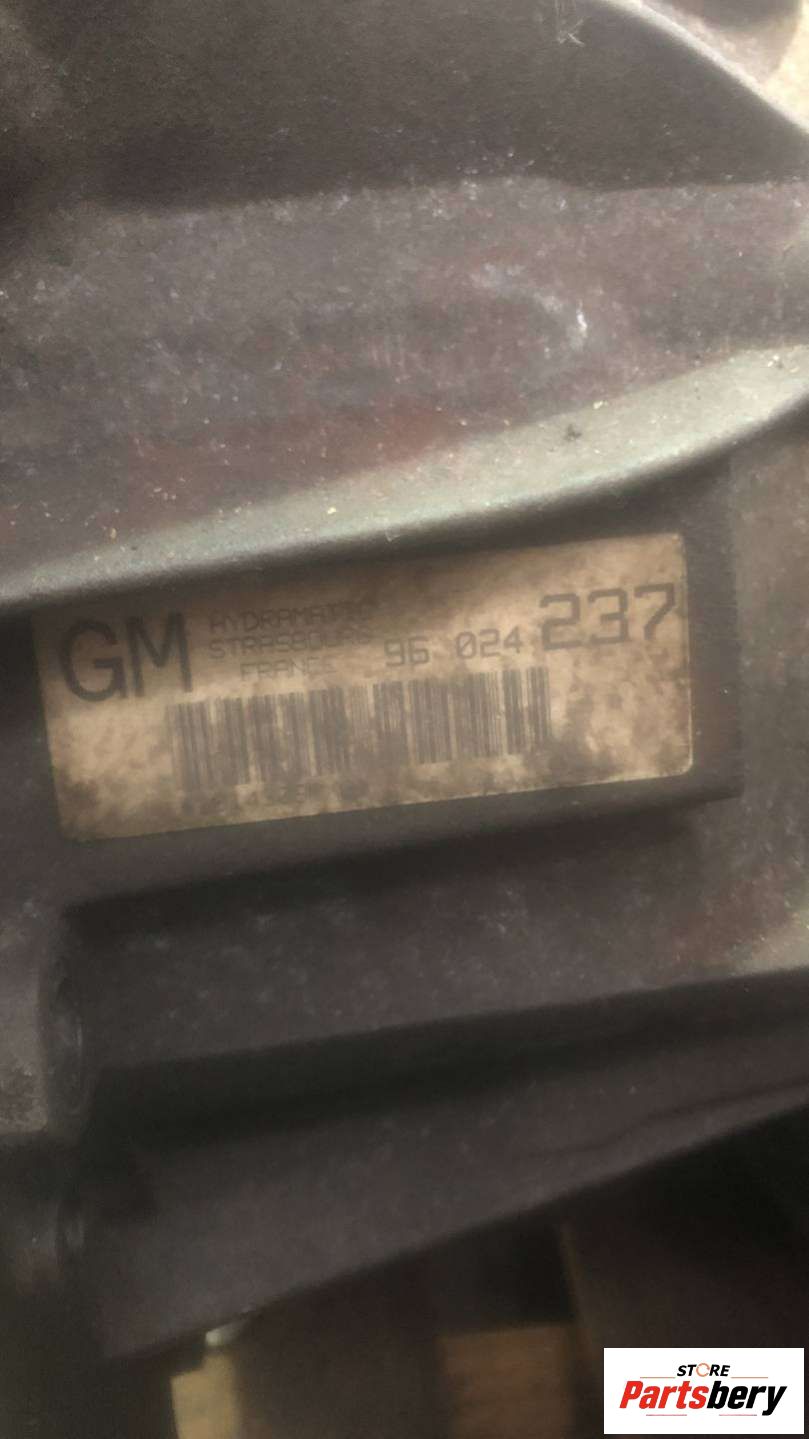 GM
HYDRAMATIC
STRASBOURG
FRANCE 96 024 237
STORE
Partsbery